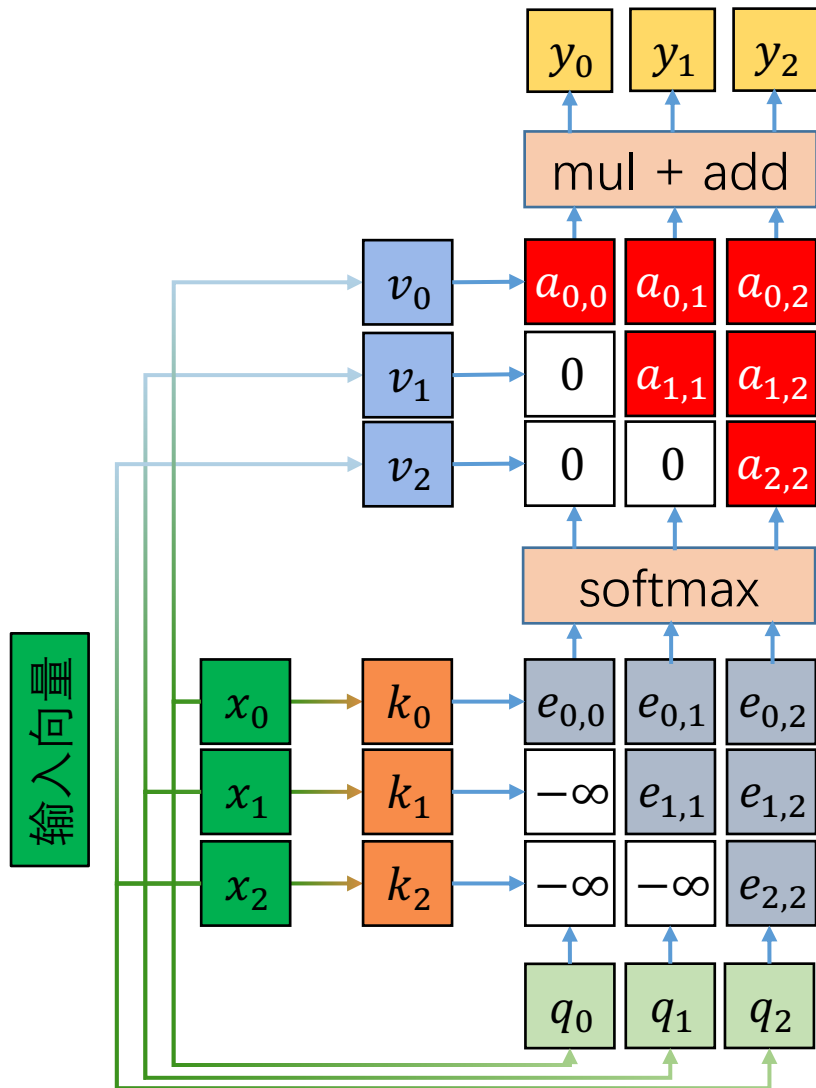 y₀ y₁ y₂
mul + add
v₀ a₀,₀ a₀,₁ a₀,₂
v₁ 0 a₁,₁ a₁,₂
v₂ 0 0 a₂,₂
softmax
输入向量
x₀ k₀ e₀,₀ e₀,₁ e₀,₂
x₁ k₁ −∞ e₁,₁ e₁,₂
x₂ k₂ −∞ −∞ e₂,₂
q₀ q₁ q₂